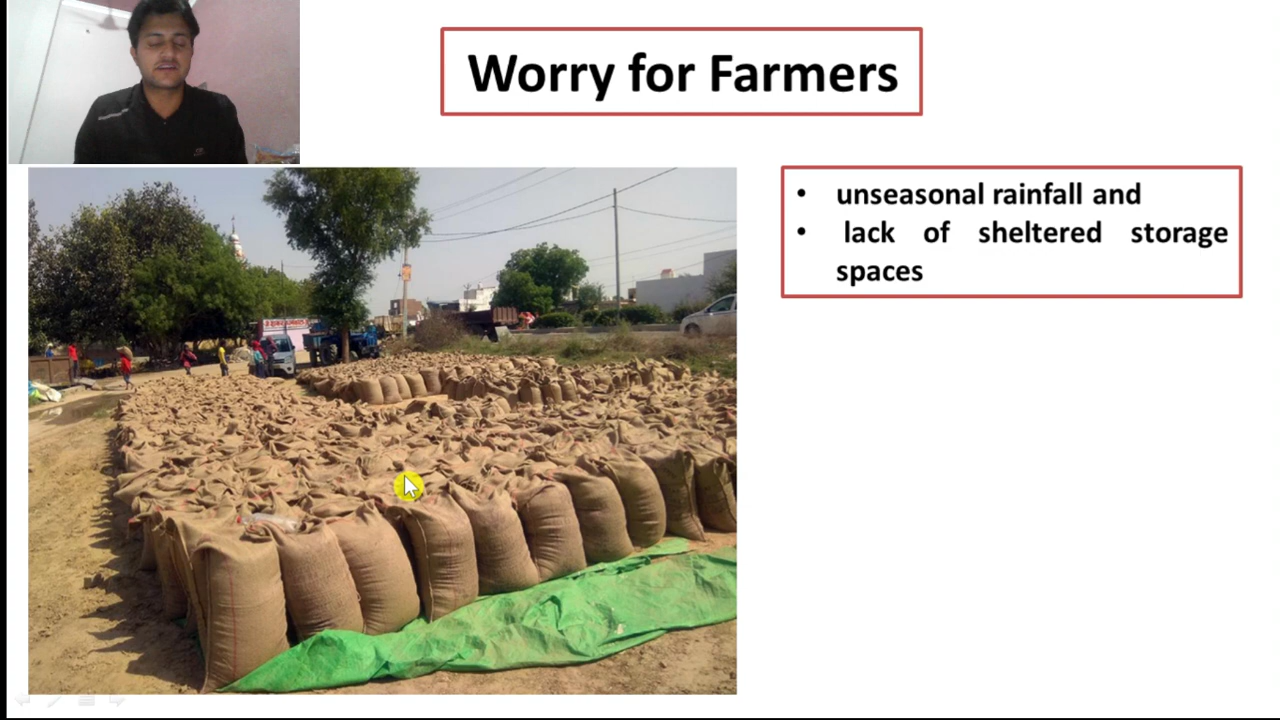 Worry for Farmers
• unseasonal rainfall and
• lack of sheltered storage
spaces